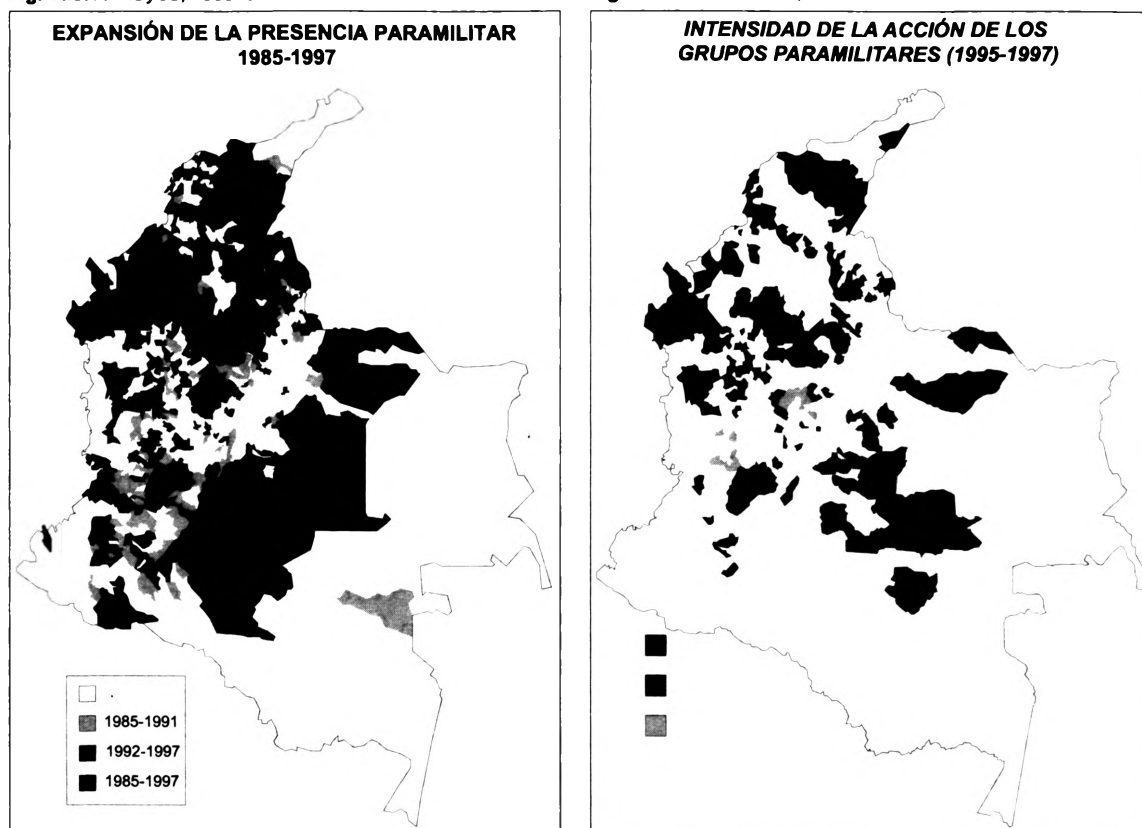 EXPANSIÓN DE LA PRESENCIA PARAMILITAR
1985-1997
1985-1991
1992-1997
1985-1997
INTENSIDAD DE LA ACCIÓN DE LOS
GRUPOS PARAMILITARES (1995-1997)